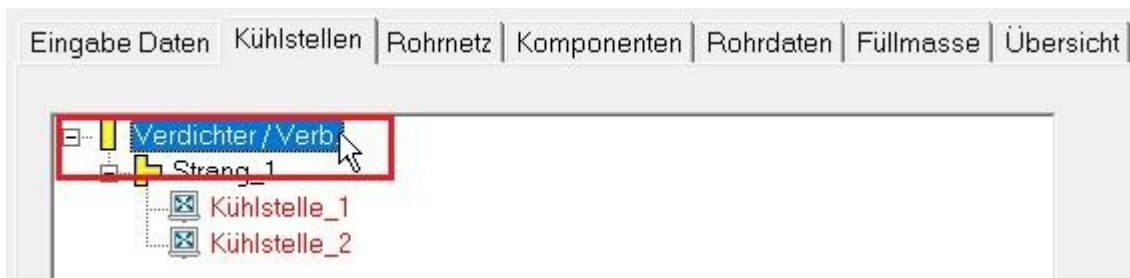 Eingabe Daten Kühlstellen Rohrnetz Komponenten Rohrdaten Füllmasse Übersicht
Verdichter / Verb.
Strang_1
Kühlstelle_1
Kühlstelle_2